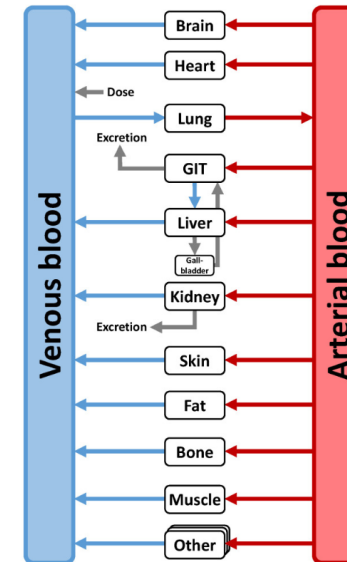 Brain
Heart
Dose
Lung
Excretion
GIT
Liver
Gall-
bladder
Kidney
Excretion
Skin
Fat
Bone
Muscle
Other
Venous blood
Arterial blood